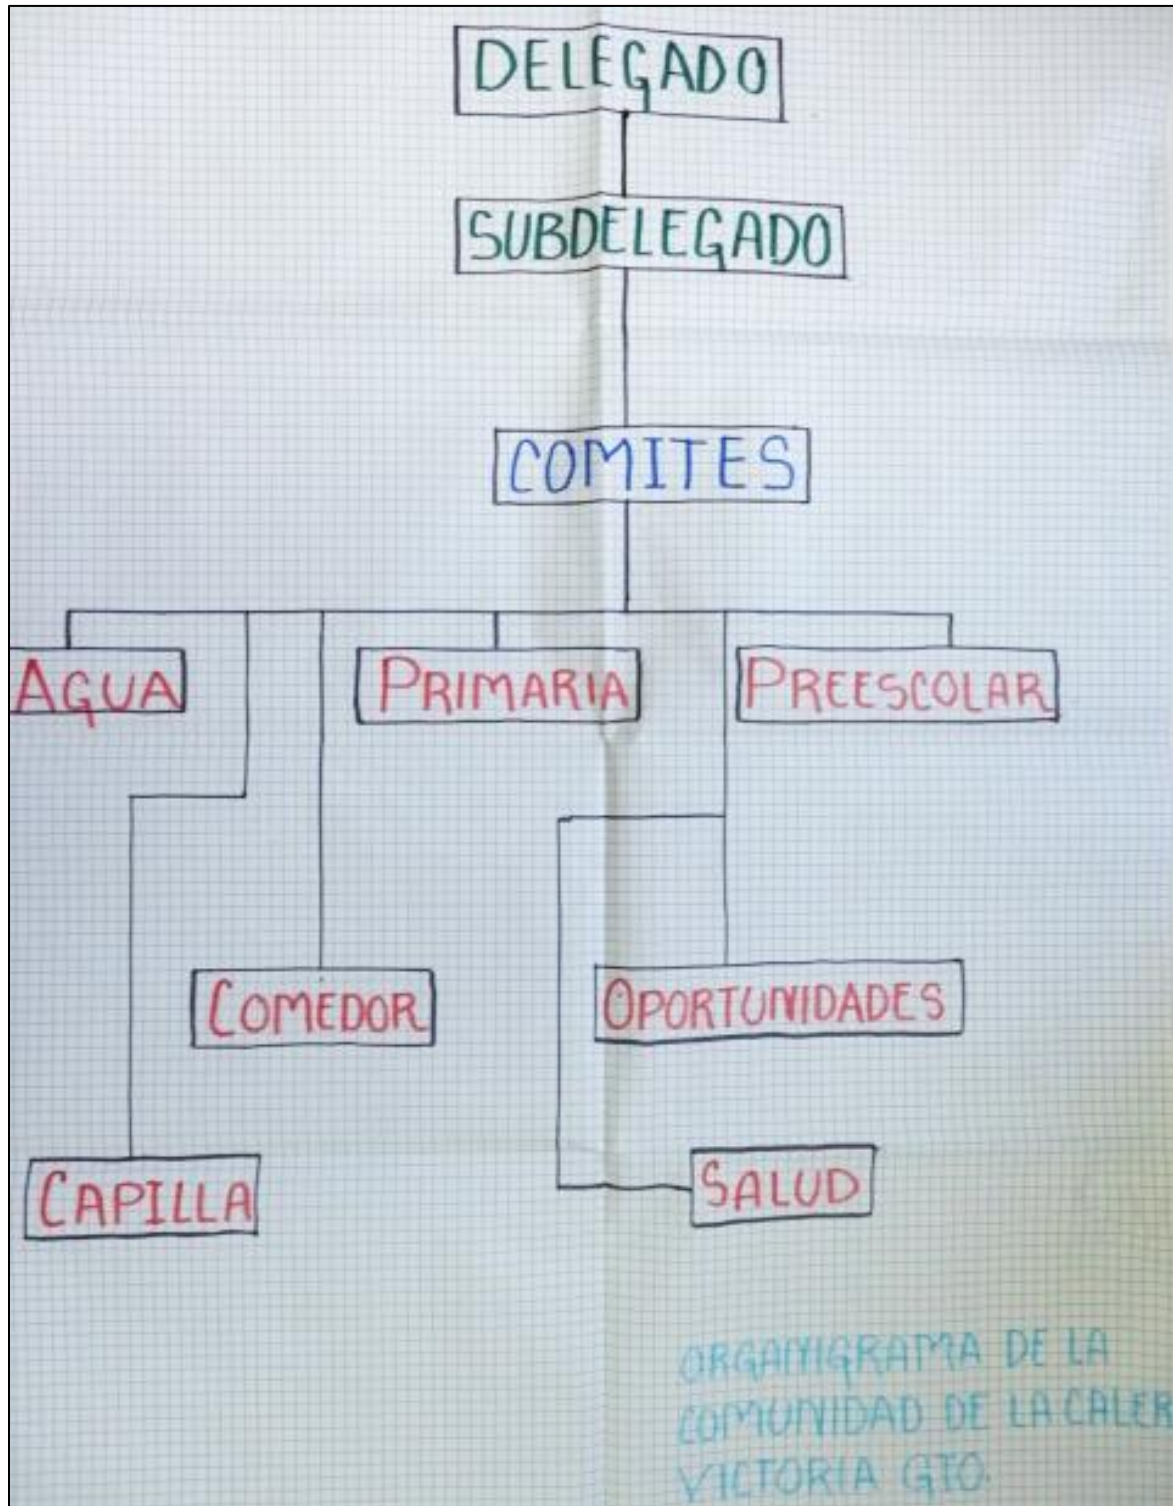 DELEGADO
SUBDELEGADO
COMITES
AGUA
PRIMARIA
PREESCOLAR
COMEDOR
OPORTUNIDADES
CAPILLA
SALUD
ORGANIGRAMA DE LA
COMUNIDAD DE LA CALER
VICTORIA GTO.